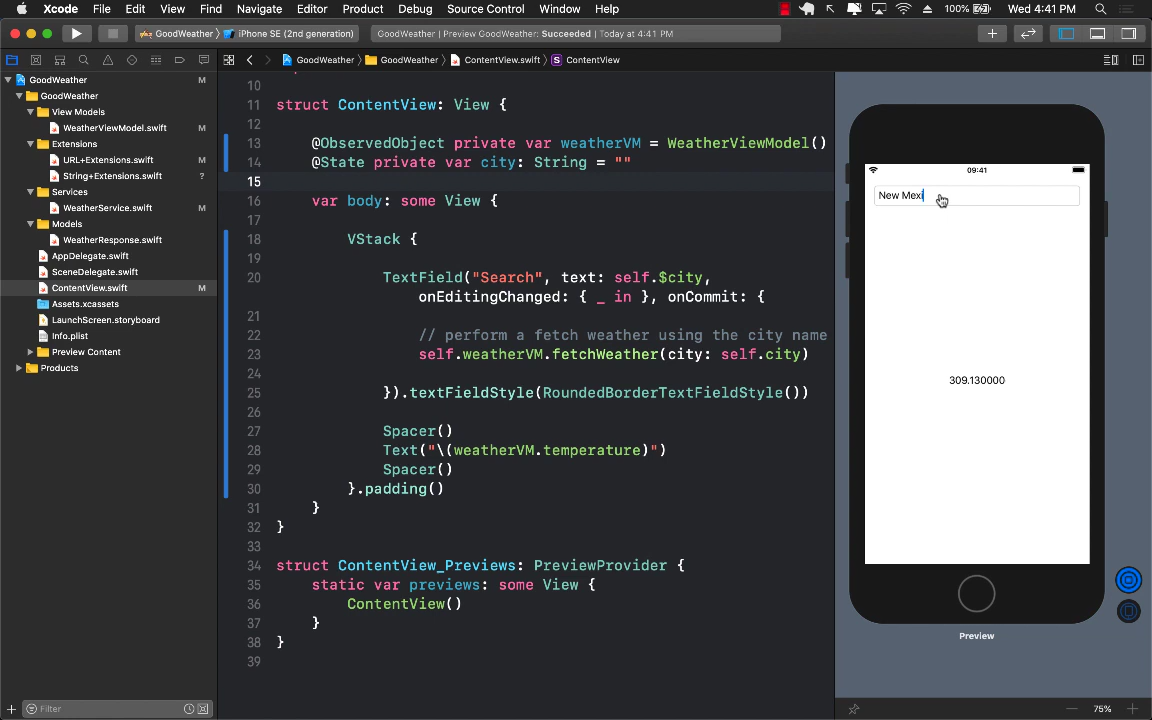 Xcode File Edit View Find Navigate Editor Product Debug Source Control Window Help 100% Wed 4:41 PM
GoodWeather iPhone SE (2nd generation) GoodWeather | Preview GoodWeather: Succeeded | Today at 4:41 PM
GoodWeather GoodWeather ContentView.swift S ContentView
GoodWeather M
GoodWeather
View Models
WeatherViewModel.swift M
Extensions
URL+Extensions.swift M
String+Extensions.swift ?
Services
WeatherService.swift M
Models
WeatherResponse.swift
AppDelegate.swift
SceneDelegate.swift
ContentView.swift M
Assets.xcassets
LaunchScreen.storyboard
Info.plist
Preview Content
Products
Filter
10
11 struct ContentView: View {
12
13 @ObservedObject private var weatherVM = WeatherViewModel()
14 @State private var city: String = ""
15
16 var body: some View {
17
18 VStack {
19
20 TextField("Search", text: self.$city,
onEditingChanged: { _ in }, onCommit: {
21
22 // perform a fetch weather using the city name
23 self.weatherVM.fetchWeather(city: self.city)
24
25 }).textFieldStyle(RoundedBorderTextFieldStyle())
26
27 Spacer()
28 Text("\(weatherVM.temperature)")
29 Spacer()
30 }.padding()
31 }
32 }
33
34 struct ContentView_Previews: PreviewProvider {
35 static var previews: some View {
36 ContentView()
37 }
38 }
39
09:41
New Mexi
309.130000
Preview
75%